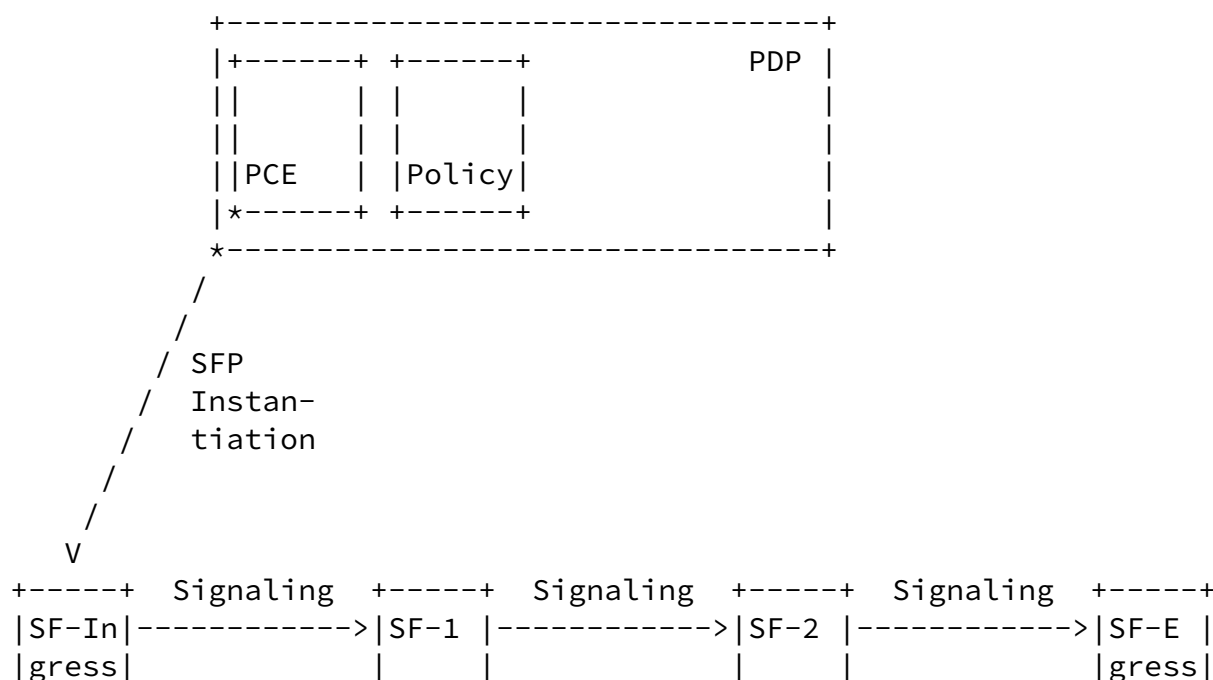 PDP
PCE Policy
SFP
Instan-
tiation
Signaling Signaling Signaling
SF-In SF-1 SF-2 SF-E
gress gress